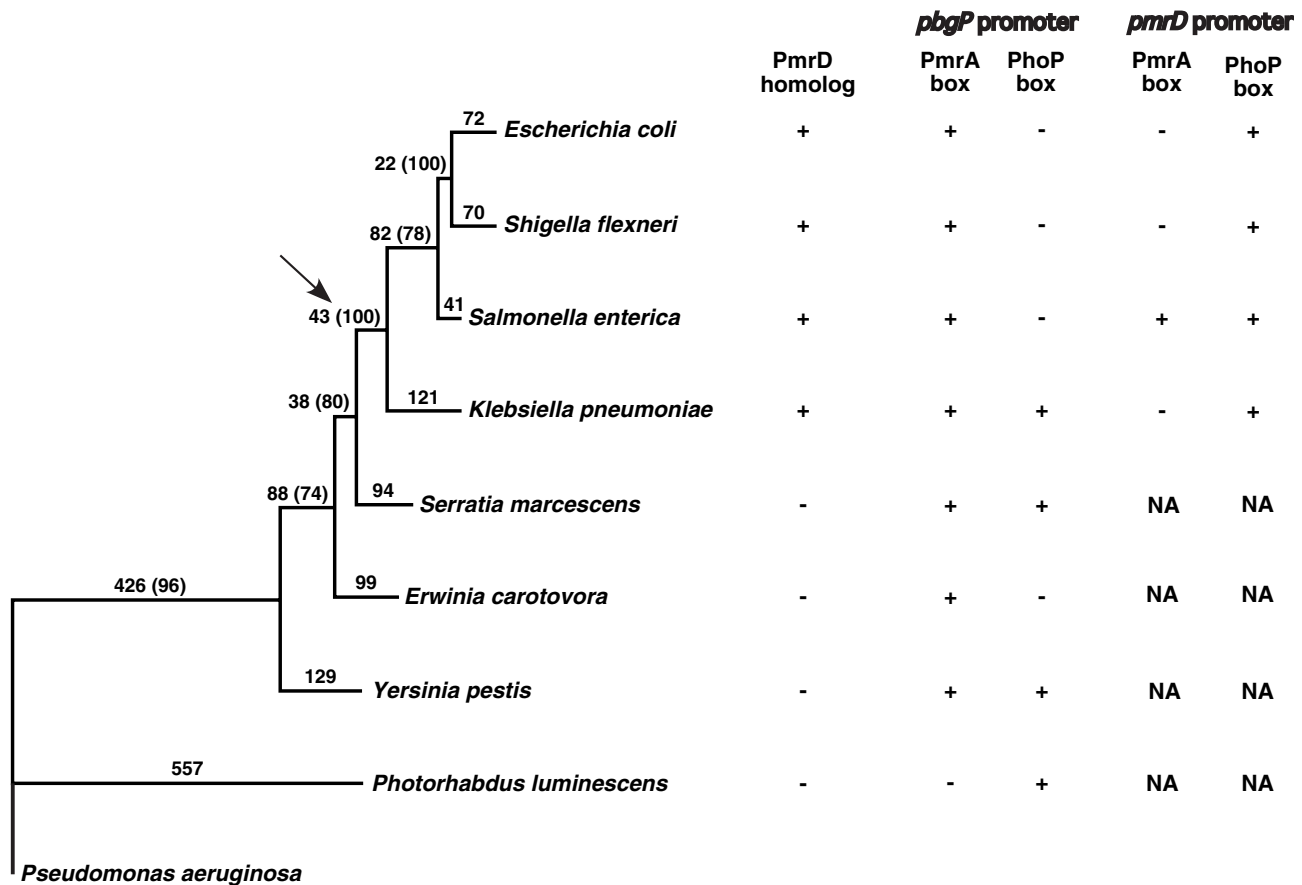 pbgP promoter pmrD promoter
PmrD homolog PmrA box PhoP box PmrA box PhoP box
72 Escherichia coli + + - - +
22 (100)
70 Shigella flexneri + + - - +
82 (78)
41 Salmonella enterica + + - + +
43 (100)
121 Klebsiella pneumoniae + + + - +
38 (80)
94 Serratia marcescens - + + NA NA
88 (74)
99 Erwinia carotovora - + - NA NA
426 (96)
129 Yersinia pestis - + + NA NA
557 Photorhabdus luminescens - - + NA NA
Pseudomonas aeruginosa